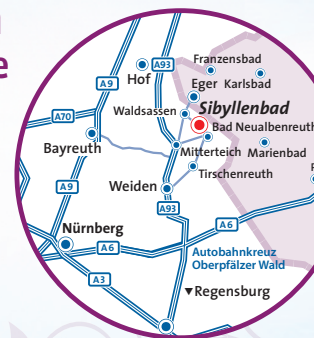 e
A93
Franzensbad
Hof
A9
Eger Karlsbad
Waldsassen
Sibyllenbad
A70
Bad Neualbenreuth
Bayreuth
Mitterteich
Marienbad
Tirschenreuth
A9
Weiden
A93
A6
Nürnberg
A6
Autobahnkreuz
Oberpfälzer Wald
A3
▼Regensburg